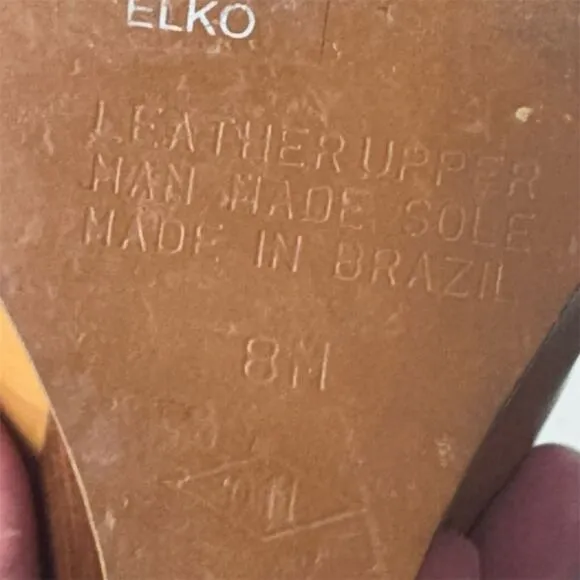 ELKO
LEATHER UPPER
MAN MADE SOLE
MADE IN BRAZIL
8M